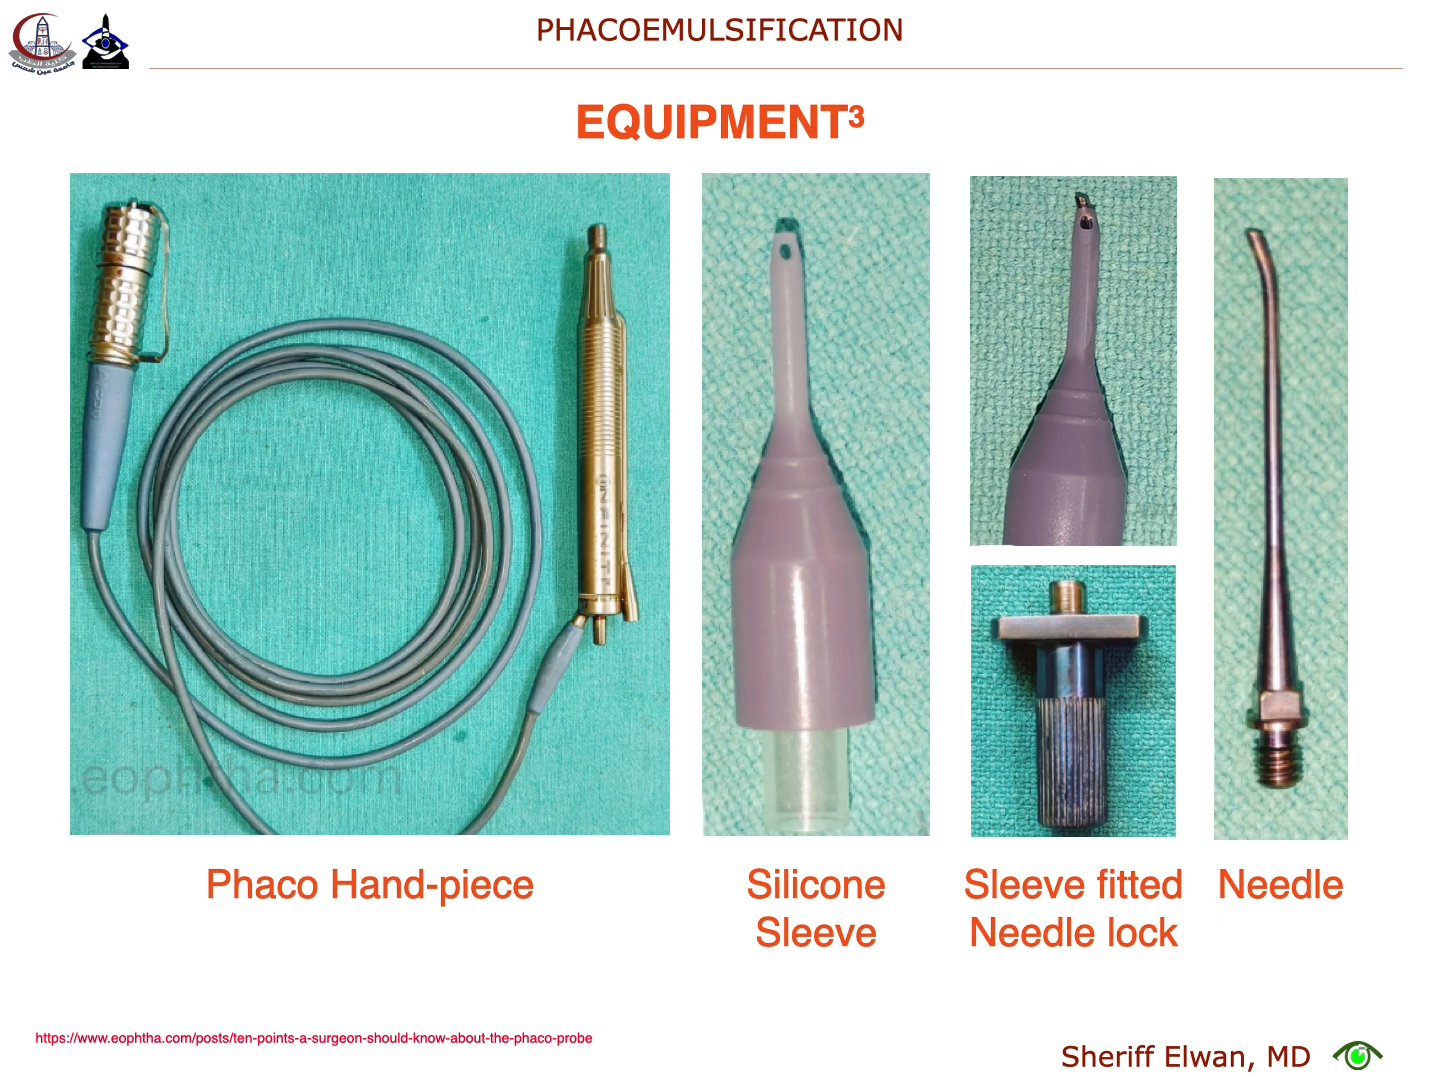 PHACOEMULSIFICATION
EQUIPMENT³
INFINITI
.eophtha.com
Phaco Hand-piece
Silicone
Sleeve
Sleeve fitted
Needle lock
Needle
https://www.eophtha.com/posts/ten-points-a-surgeon-should-know-about-the-phaco-probe
Sheriff Elwan, MD